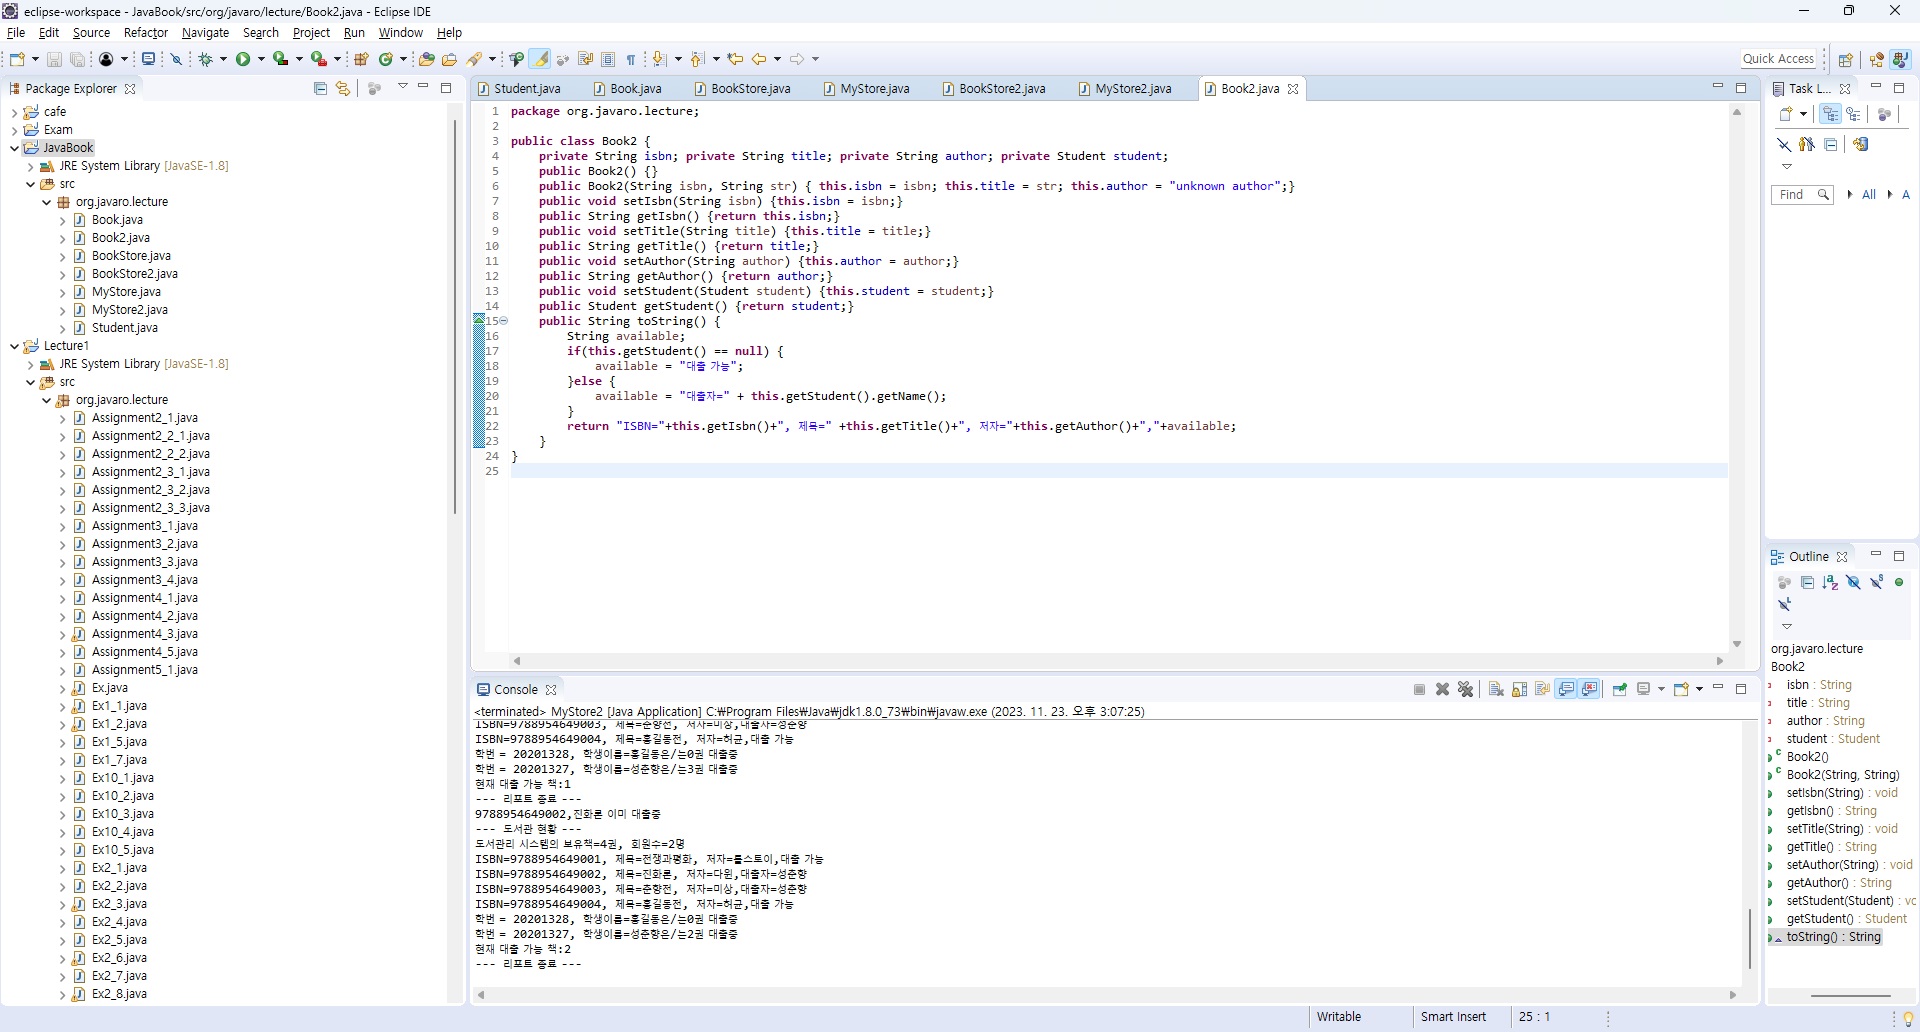 eclipse-workspace - JavaBook/src/org/javaro/lecture/Book2.java - Eclipse IDE
File Edit Source Refactor Navigate Search Project Run Window Help
Quick Access
Package Explorer
cafe
Exam
JavaBook
JRE System Library [JavaSE-1.8]
src
org.javaro.lecture
Book.java
Book2.java
BookStore.java
BookStore2.java
MyStore.java
MyStore2.java
Student.java
Lecture1
JRE System Library [JavaSE-1.8]
src
org.javaro.lecture
Assignment2_1.java
Assignment2_2_1.java
Assignment2_2_2.java
Assignment2_3_1.java
Assignment2_3_2.java
Assignment2_3_3.java
Assignment3_1.java
Assignment3_2.java
Assignment3_3.java
Assignment3_4.java
Assignment4_1.java
Assignment4_2.java
Assignment4_3.java
Assignment4_5.java
Assignment5_1.java
Ex.java
Ex1_1.java
Ex1_2.java
Ex1_5.java
Ex1_7.java
Ex10_1.java
Ex10_2.java
Ex10_3.java
Ex10_4.java
Ex10_5.java
Ex2_1.java
Ex2_2.java
Ex2_3.java
Ex2_4.java
Ex2_5.java
Ex2_6.java
Ex2_7.java
Ex2_8.java
Student.java Book.java BookStore.java MyStore.java BookStore2.java MyStore2.java Book2.java
1 package org.javaro.lecture;
2
3 public class Book2 {
4 private String isbn; private String title; private String author; private Student student;
5 public Book2() {}
6 public Book2(String isbn, String str) { this.isbn = isbn; this.title = str; this.author = "unknown author";}
7 public void setIsbn(String isbn) {this.isbn = isbn;}
8 public String getIsbn() {return this.isbn;}
9 public void setTitle(String title) {this.title = title;}
10 public String getTitle() {return title;}
11 public void setAuthor(String author) {this.author = author;}
12 public String getAuthor() {return author;}
13 public void setStudent(Student student) {this.student = student;}
14 public Student getStudent() {return student;}
15 public String toString() {
16 String available;
17 if(this.getStudent() == null) {
18 available = "대출 가능";
19 }else {
20 available = "대출자=" + this.getStudent().getName();
21 }
22 return "ISBN="+this.getIsbn()+", 제목=" +this.getTitle()+", 저자="+this.getAuthor()+","+available;
23 }
24 }
25
Console
<terminated> MyStore2 [Java Application] C:₩Program Files₩Java₩jdk1.8.0_73₩bin₩javaw.exe (2023. 11. 23. 오후 3:07:25)
ISBN=9788954649003, 제목=춘향전, 저자=미상,대출자=성춘향
ISBN=9788954649004, 제목=홍길동전, 저자=허균,대출 가능
학번 = 20201328, 학생이름=홍길동은/는0권 대출중
학번 = 20201327, 학생이름=성춘향은/는3권 대출중
현재 대출 가능 책:1
--- 리포트 종료 ---
9788954649002,진화론 이미 대출중
--- 도서관 현황 ---
도서관리 시스템의 보유책=4권, 회원수=2명
ISBN=9788954649001, 제목=전쟁과평화, 저자=톨스토이,대출 가능
ISBN=9788954649002, 제목=진화론, 저자=다윈,대출자=성춘향
ISBN=9788954649003, 제목=춘향전, 저자=미상,대출자=성춘향
ISBN=9788954649004, 제목=홍길동전, 저자=허균,대출 가능
학번 = 20201328, 학생이름=홍길동은/는0권 대출중
학번 = 20201327, 학생이름=성춘향은/는2권 대출중
현재 대출 가능 책:2
--- 리포트 종료 ---
Task L...
Find All A
Outline
org.javaro.lecture
Book2
isbn : String
title : String
author : String
student : Student
Book2()
Book2(String, String)
setIsbn(String) : void
getIsbn() : String
setTitle(String) : void
getTitle() : String
setAuthor(String) : void
getAuthor() : String
setStudent(Student) : vo
getStudent() : Student
toString() : String
Writable Smart Insert 25 : 1